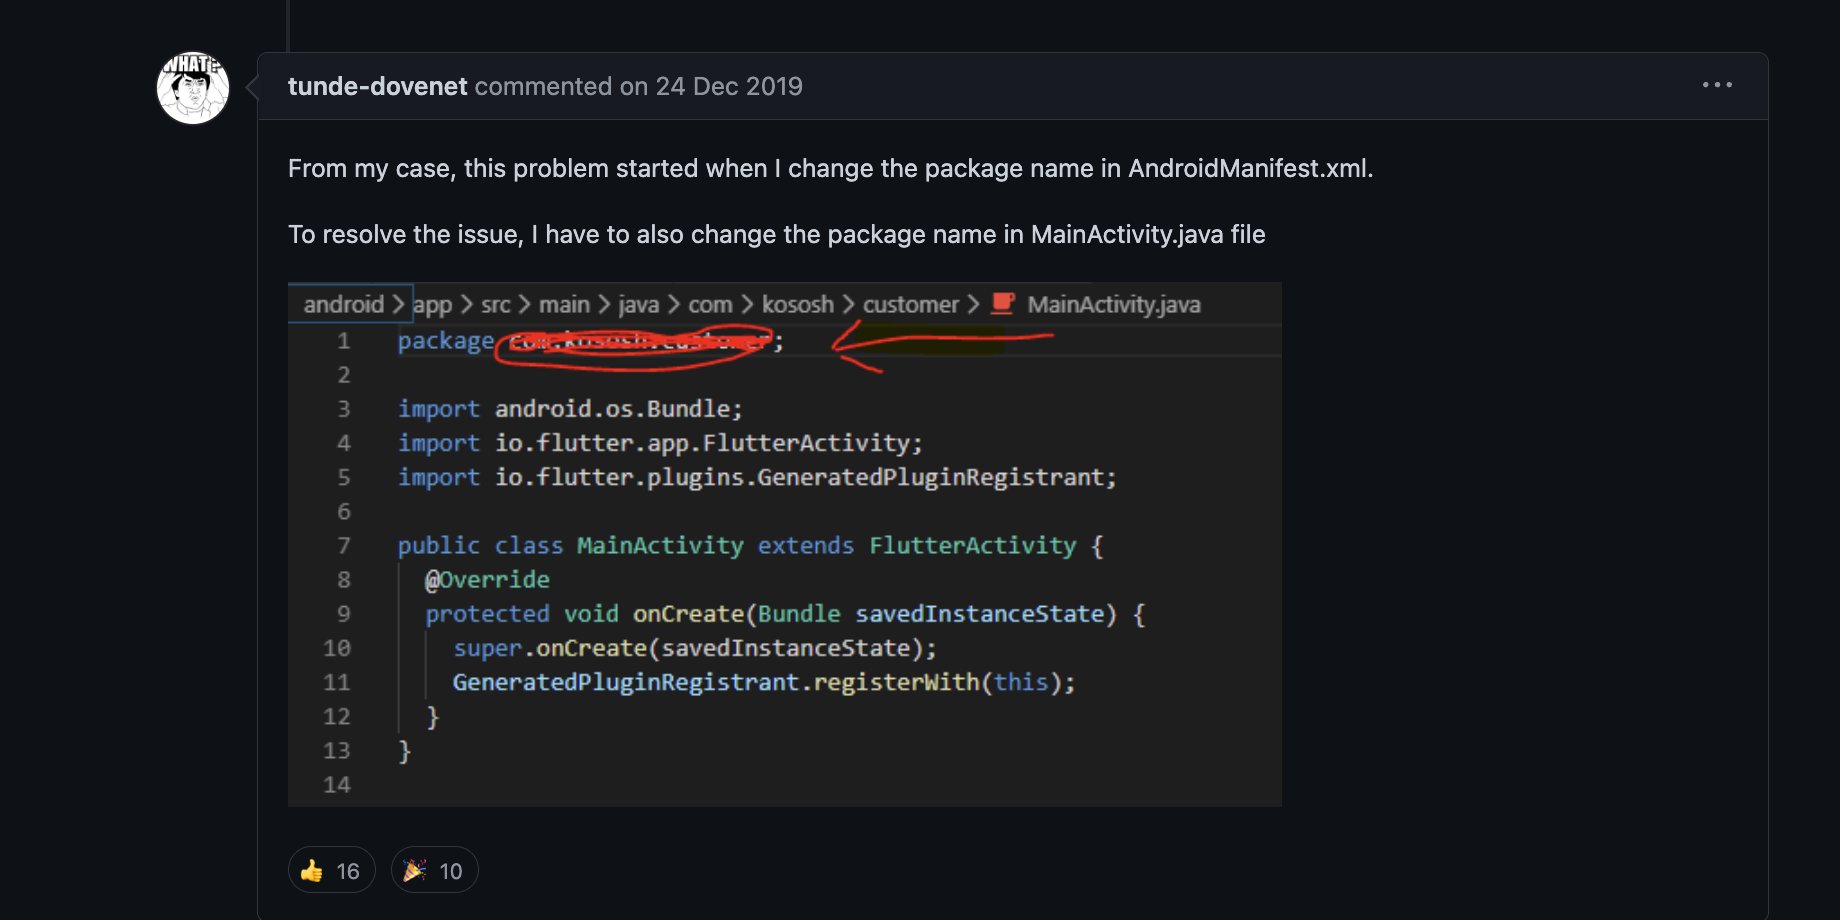 WHAT?
tunde-dovenet commented on 24 Dec 2019
From my case, this problem started when I change the package name in AndroidManifest.xml.
To resolve the issue, I have to also change the package name in MainActivity.java file
android > app > src > main > java > com > kososh > customer > MainActivity.java
1 package com.kososh.customer;
2
3 import android.os.Bundle;
4 import io.flutter.app.FlutterActivity;
5 import io.flutter.plugins.GeneratedPluginRegistrant;
6
7 public class MainActivity extends FlutterActivity {
8 @Override
9 protected void onCreate(Bundle savedInstanceState) {
10 super.onCreate(savedInstanceState);
11 GeneratedPluginRegistrant.registerWith(this);
12 }
13 }
14
👍 16 🎉 10